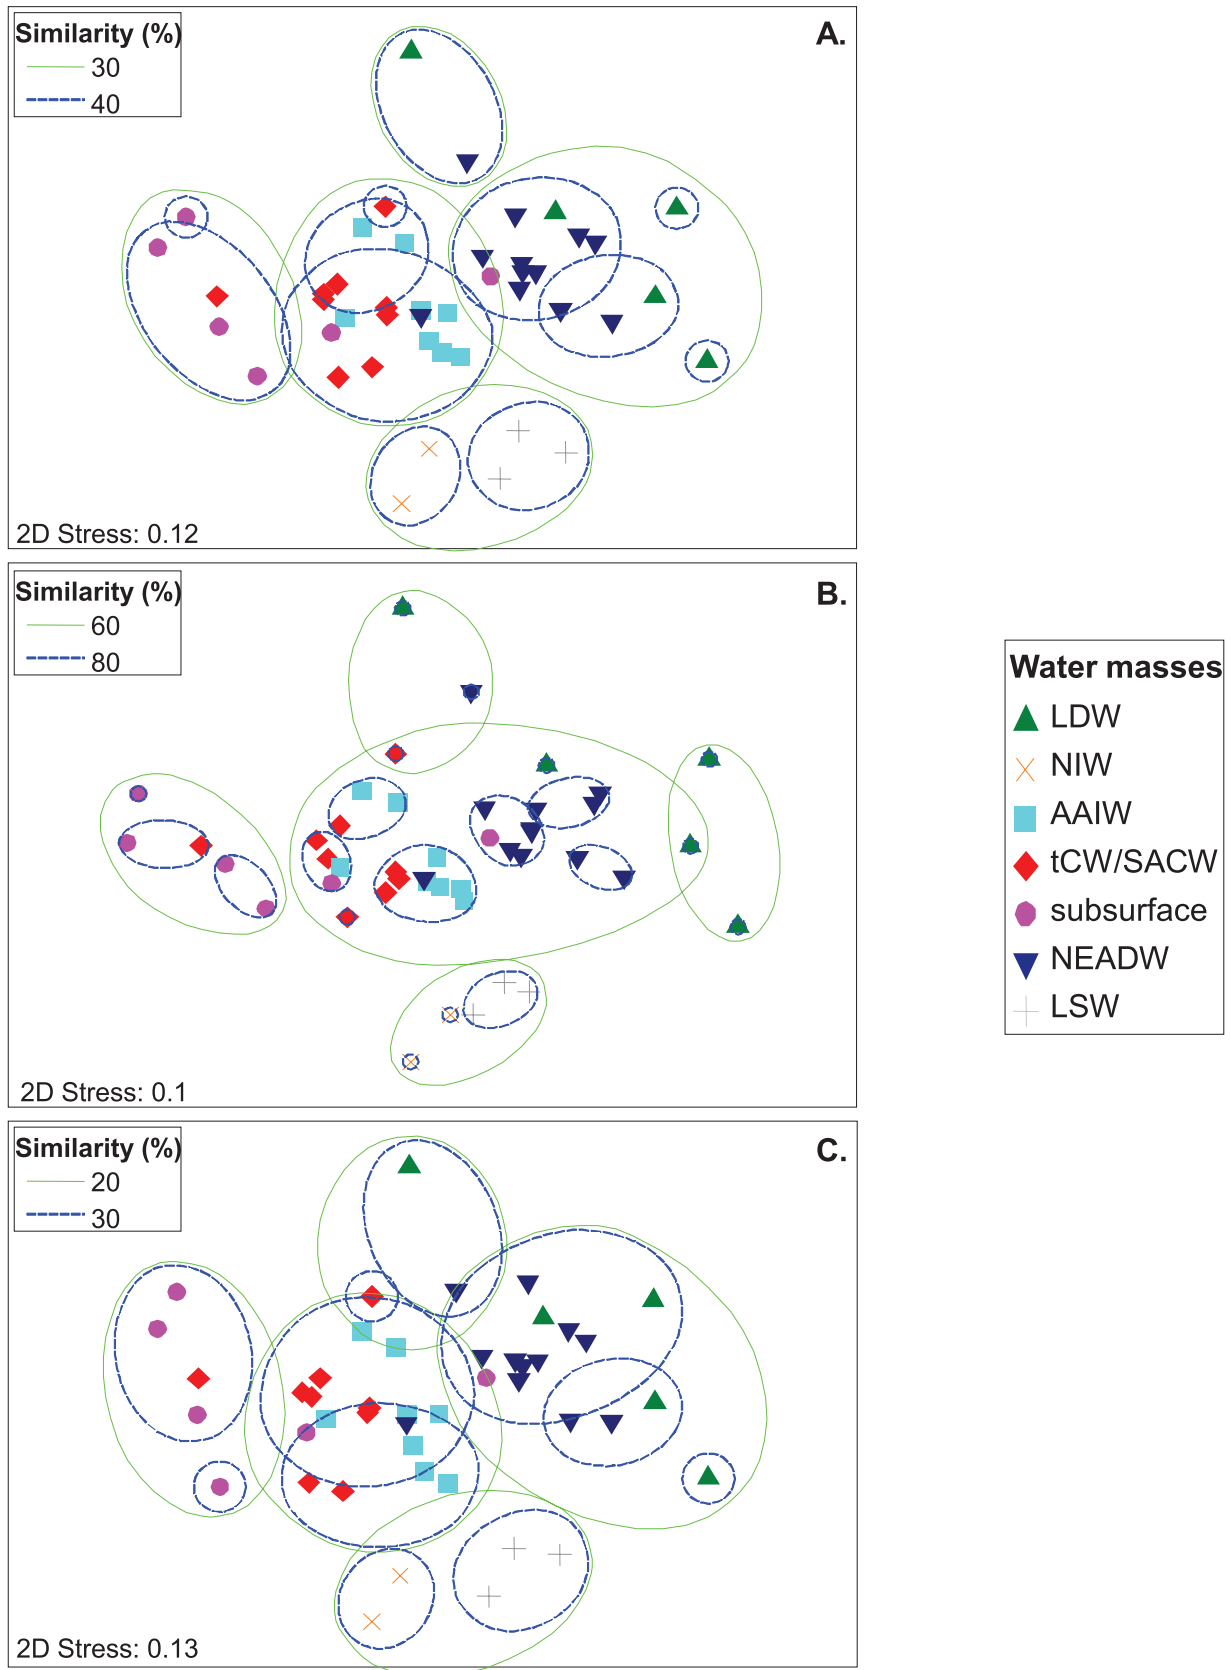 Similarity (%)
30
40
A.
2D Stress: 0.12
Similarity (%)
60
80
B.
2D Stress: 0.1
Similarity (%)
20
30
C.
2D Stress: 0.13
Water masses
LDW
NIW
AAIW
tCW/SACW
subsurface
NEADW
LSW